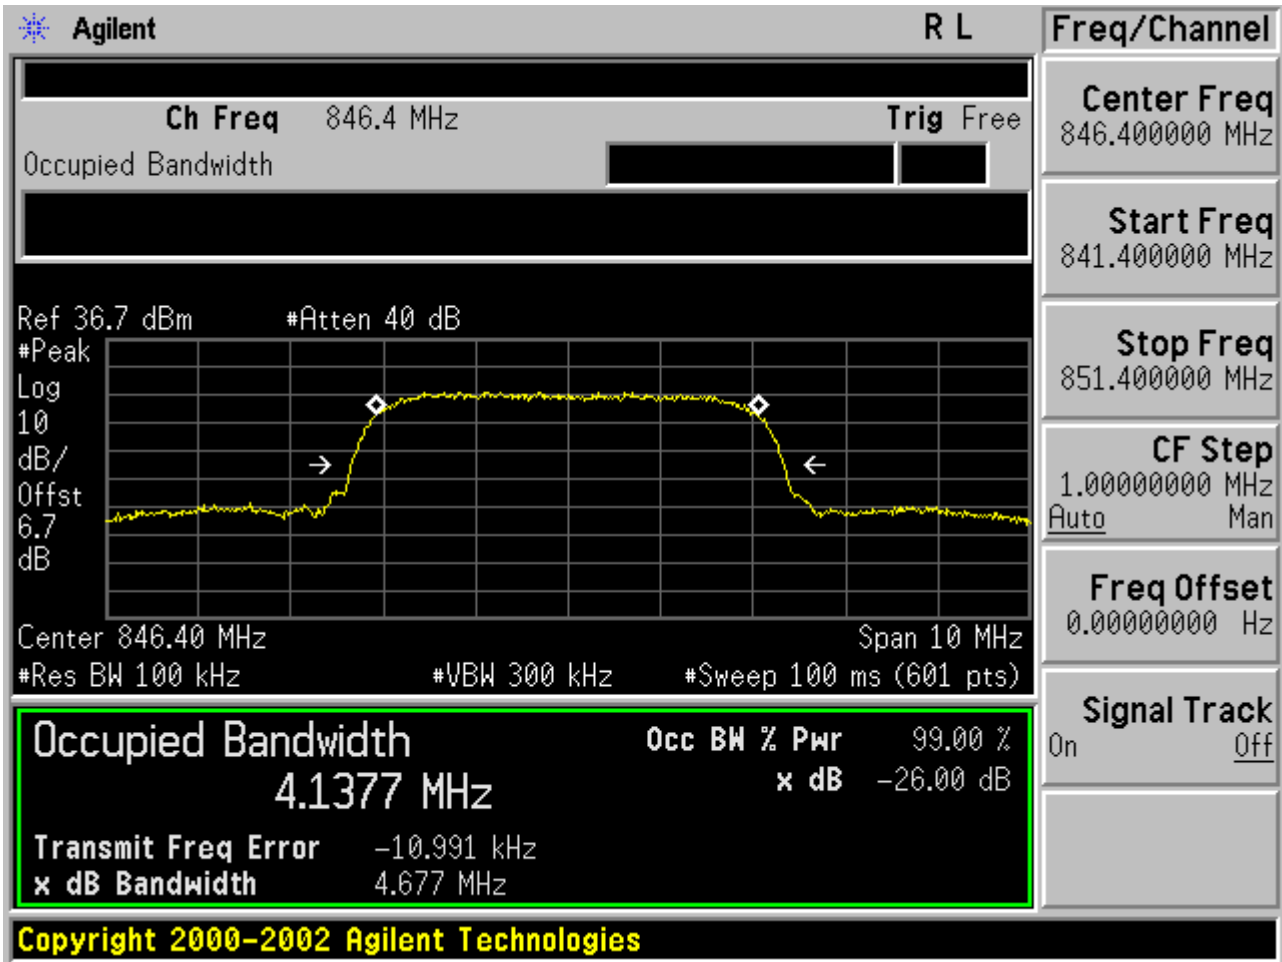 Agilent R L
Freq/Channel
Ch Freq 846.4 MHz Trig Free
Occupied Bandwidth
Center Freq
846.400000 MHz
Start Freq
841.400000 MHz
Stop Freq
851.400000 MHz
CF Step
1.00000000 MHz
Auto Man
Freq Offset
0.00000000 Hz
Signal Track
On Off
Ref 36.7 dBm #Atten 40 dB
#Peak
Log
10
dB/
Offst
6.7
dB
Center 846.40 MHz Span 10 MHz
#Res BW 100 kHz #VBW 300 kHz #Sweep 100 ms (601 pts)
Occupied Bandwidth
4.1377 MHz
Occ BW % Pwr 99.00 %
x dB -26.00 dB
Transmit Freq Error -10.991 kHz
x dB Bandwidth 4.677 MHz
Copyright 2000-2002 Agilent Technologies